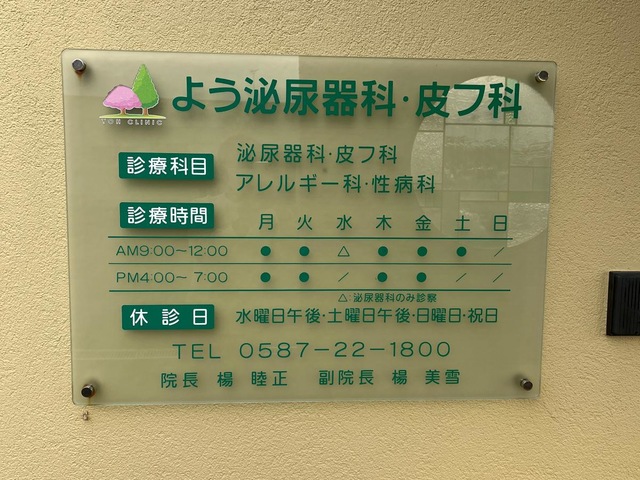 よう泌尿器科・皮フ科
YOH CLINIC
診療科目 泌尿器科・皮フ科
アレルギー科・性病科
診療時間 月 火 水 木 金 土 日
AM9:00〜12:00 ● ● △ ● ● ● ／
PM4:00〜 7:00 ● ● ／ ● ● ／ ／
△ 泌尿器科のみ診察
休診日 水曜日午後・土曜日午後・日曜日・祝日
TEL 0587-22-1800
院長 楊 睦正 副院長 楊 美雪